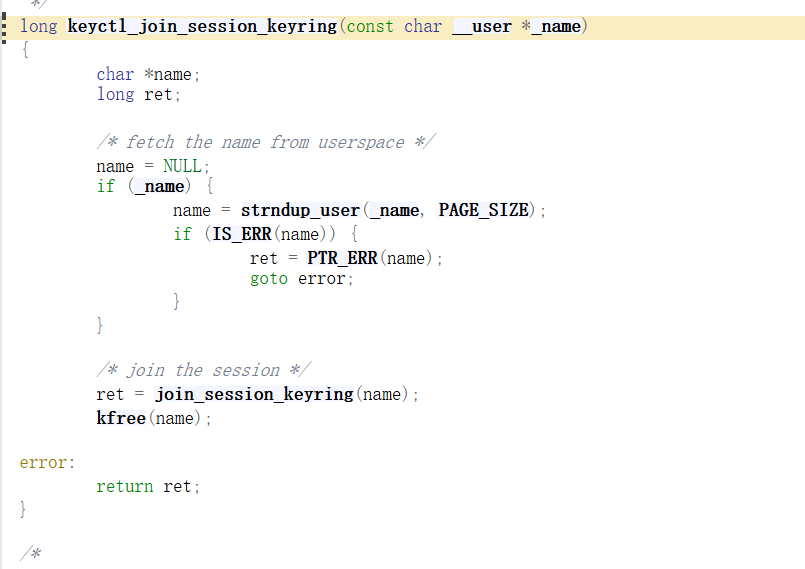 */
long keyctl_join_session_keyring(const char __user *_name)
{
        char *name;
        long ret;

        /* fetch the name from userspace */
        name = NULL;
        if (_name) {
                name = strndup_user(_name, PAGE_SIZE);
                if (IS_ERR(name)) {
                        ret = PTR_ERR(name);
                        goto error;
                }
        }

        /* join the session */
        ret = join_session_keyring(name);
        kfree(name);

error:
        return ret;
}

/*